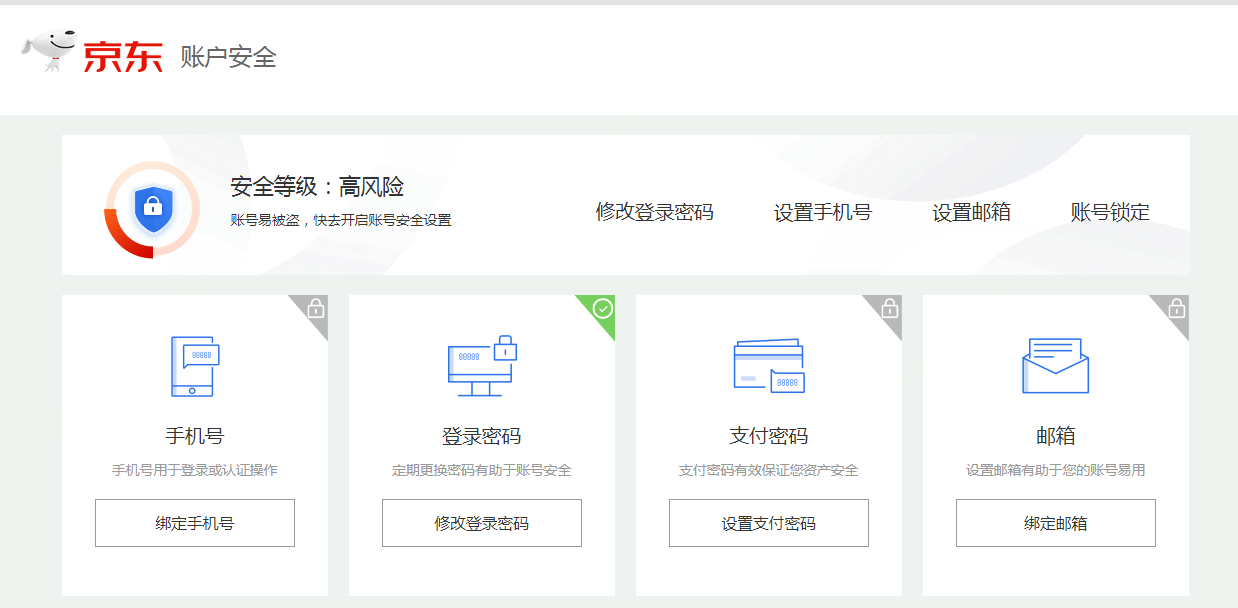 京东 账户安全
安全等级：高风险
账号易被盗，快去开启账号安全设置
修改登录密码 设置手机号 设置邮箱 账号锁定
88888
手机号
手机号用于登录或认证操作
绑定手机号
88888
登录密码
定期更换密码有助于账号安全
修改登录密码
88888
支付密码
支付密码有效保证您资产安全
设置支付密码
邮箱
设置邮箱有助于您的账号易用
绑定邮箱